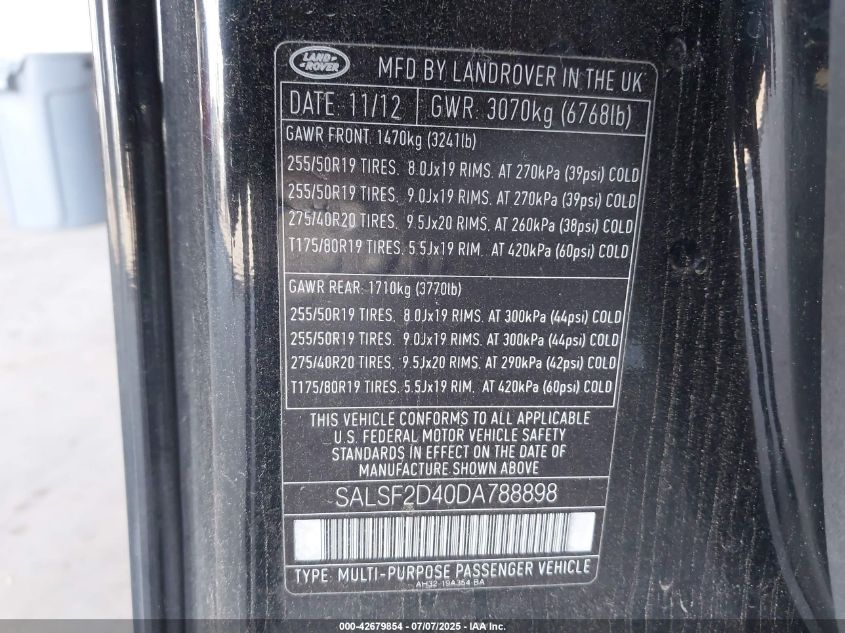 LAND ROVER
MFD BY LANDROVER IN THE UK
DATE: 11/12 GWR: 3070kg (6768lb)
GAWR FRONT: 1470kg (3241lb)
255/50R19 TIRES. 8.0Jx19 RIMS. AT 270kPa (39psi) COLD
255/50R19 TIRES. 9.0Jx19 RIMS. AT 270kPa (39psi) COLD
275/40R20 TIRES. 9.5Jx20 RIMS. AT 260kPa (38psi) COLD
T175/80R19 TIRES. 5.5Jx19 RIM. AT 420kPa (60psi) COLD
GAWR REAR: 1710kg (3770lb)
255/50R19 TIRES. 8.0Jx19 RIMS. AT 300kPa (44psi) COLD
255/50R19 TIRES. 9.0Jx19 RIMS. AT 300kPa (44psi) COLD
275/40R20 TIRES. 9.5Jx20 RIMS. AT 290kPa (42psi) COLD
T175/80R19 TIRES. 5.5Jx19 RIM. AT 420kPa (60psi) COLD
THIS VEHICLE CONFORMS TO ALL APPLICABLE
U.S. FEDERAL MOTOR VEHICLE SAFETY
STANDARDS IN EFFECT ON THE DATE OF
MANUFACTURE SHOWN ABOVE
SALSF2D40DA788898
TYPE: MULTI-PURPOSE PASSENGER VEHICLE
AH32-19A354-BA
000-42679854 - 07/07/2025 - IAA Inc.